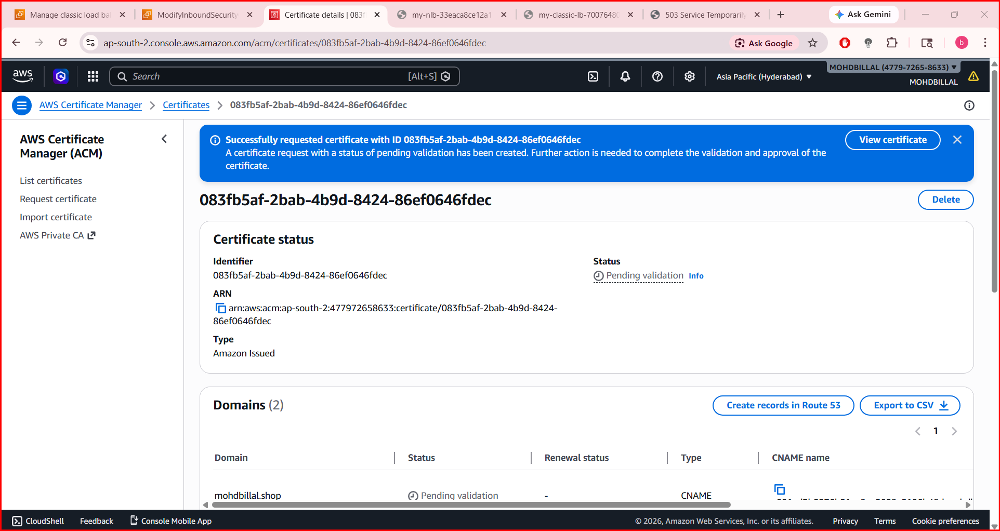 Manage classic load ba
ModifyInboundSecurity
Certificate details | 083f
my-nlb-33eaca8ce12a1
my-classic-lb-70076480
503 Service Temporarily
Ask Gemini
ap-south-2.console.aws.amazon.com/acm/certificates/083fb5af-2bab-4b9d-8424-86ef0646fdec
Ask Google
b
aws
Search
[Alt+S]
Asia Pacific (Hyderabad)
MOHDBILLAL (4779-7265-8633)
MOHDBILLAL
AWS Certificate Manager
Certificates
083fb5af-2bab-4b9d-8424-86ef0646fdec
AWS Certificate
Manager (ACM)
List certificates
Request certificate
Import certificate
AWS Private CA
Successfully requested certificate with ID 083fb5af-2bab-4b9d-8424-86ef0646fdec
A certificate request with a status of pending validation has been created. Further action is needed to complete the validation and approval of the
certificate.
View certificate
083fb5af-2bab-4b9d-8424-86ef0646fdec
Delete
Certificate status
Identifier
083fb5af-2bab-4b9d-8424-86ef0646fdec
Status
Pending validation Info
ARN
arn:aws:acm:ap-south-2:477972658633:certificate/083fb5af-2bab-4b9d-8424-
86ef0646fdec
Type
Amazon Issued
Domains (2)
Create records in Route 53
Export to CSV
1
Domain
Status
Renewal status
Type
CNAME name
mohdbillal.shop
Pending validation
-
CNAME
CloudShell
Feedback
Console Mobile App
© 2026, Amazon Web Services, Inc. or its affiliates.
Privacy
Terms
Cookie preferences